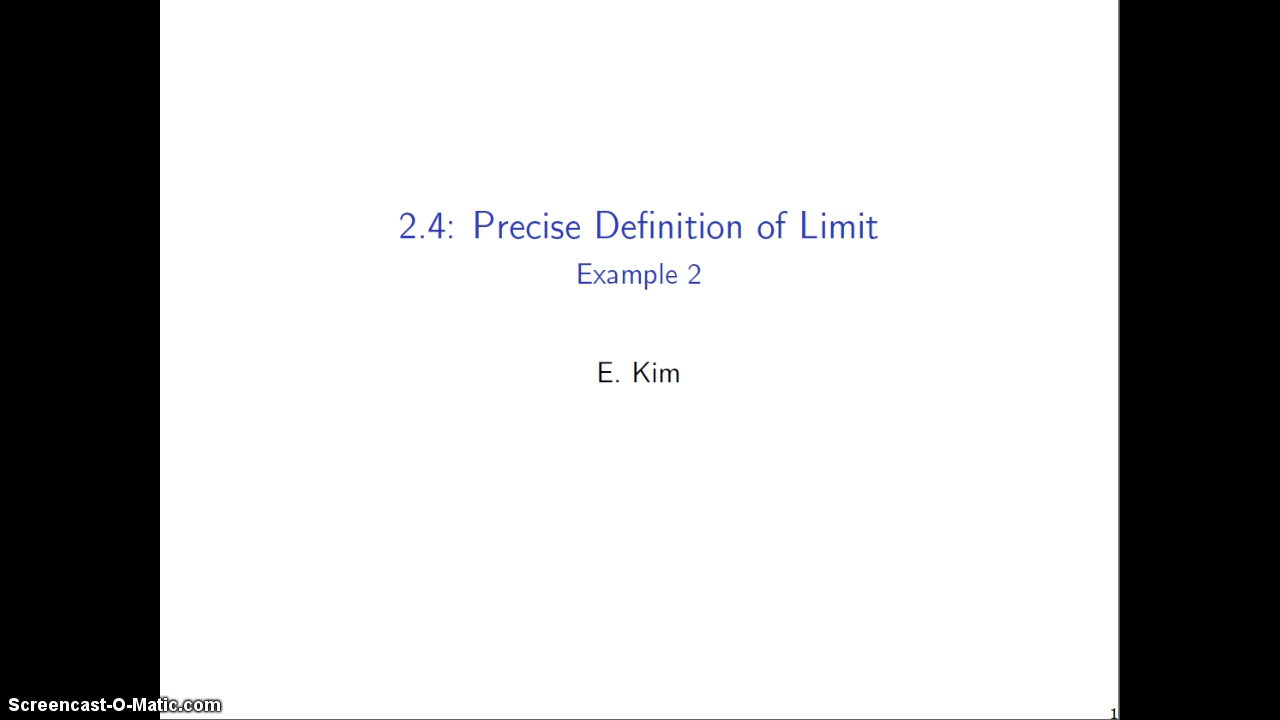 2.4: Precise Definition of Limit
Example 2
E. Kim
Screencast-O-Matic.com
1